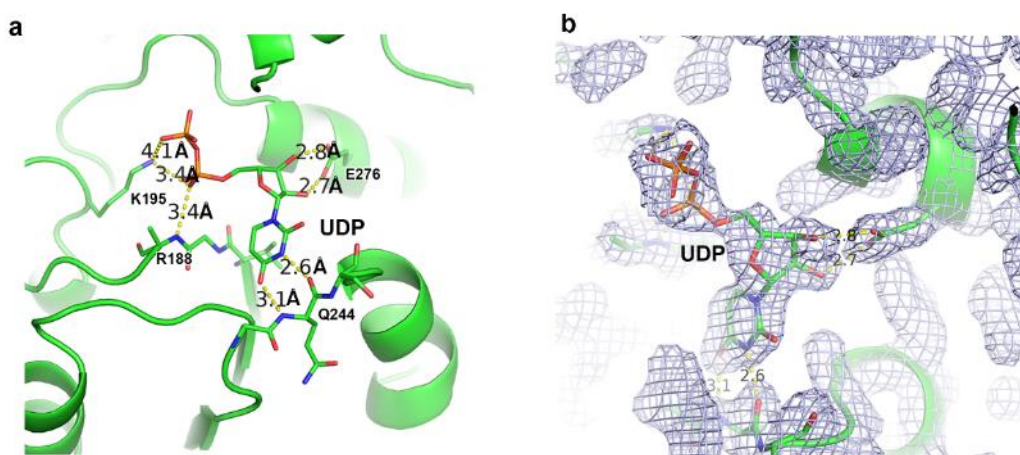 a
4.1Å
3.4Å
K195
3.4Å
R188
2.8Å
2.7Å
E276
UDP
2.6Å
3.1Å
Q244
b
UDP
2.8
2.7
3.1
2.6